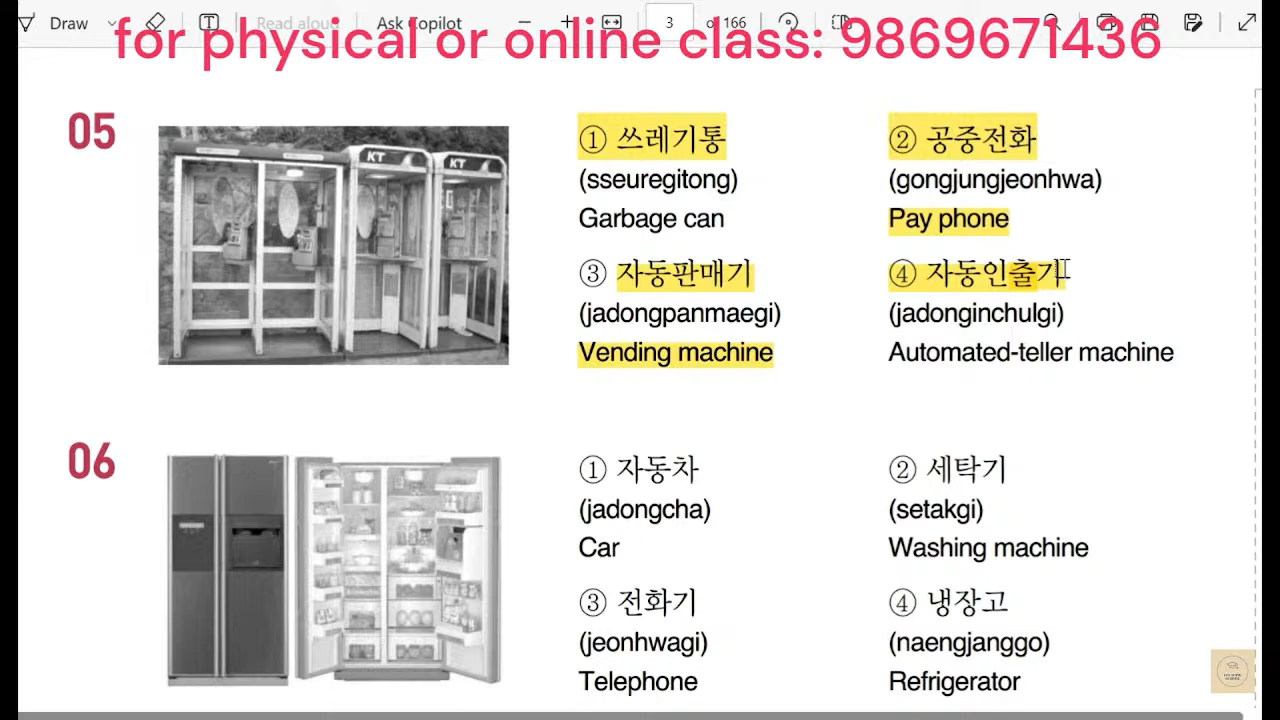 Draw
Read aloud
Ask Copilot
3
of 166
for physical or online class: 9869671436
05
KT
KT
① 쓰레기통
(sseuregitong)
Garbage can
② 공중전화
(gongjungjeonhwa)
Pay phone
③ 자동판매기
(jadongpanmaegi)
Vending machine
④ 자동인출기
(jadonginchulgi)
Automated-teller machine
06
① 자동차
(jadongcha)
Car
② 세탁기
(setakgi)
Washing machine
③ 전화기
(jeonhwagi)
Telephone
④ 냉장고
(naengjanggo)
Refrigerator